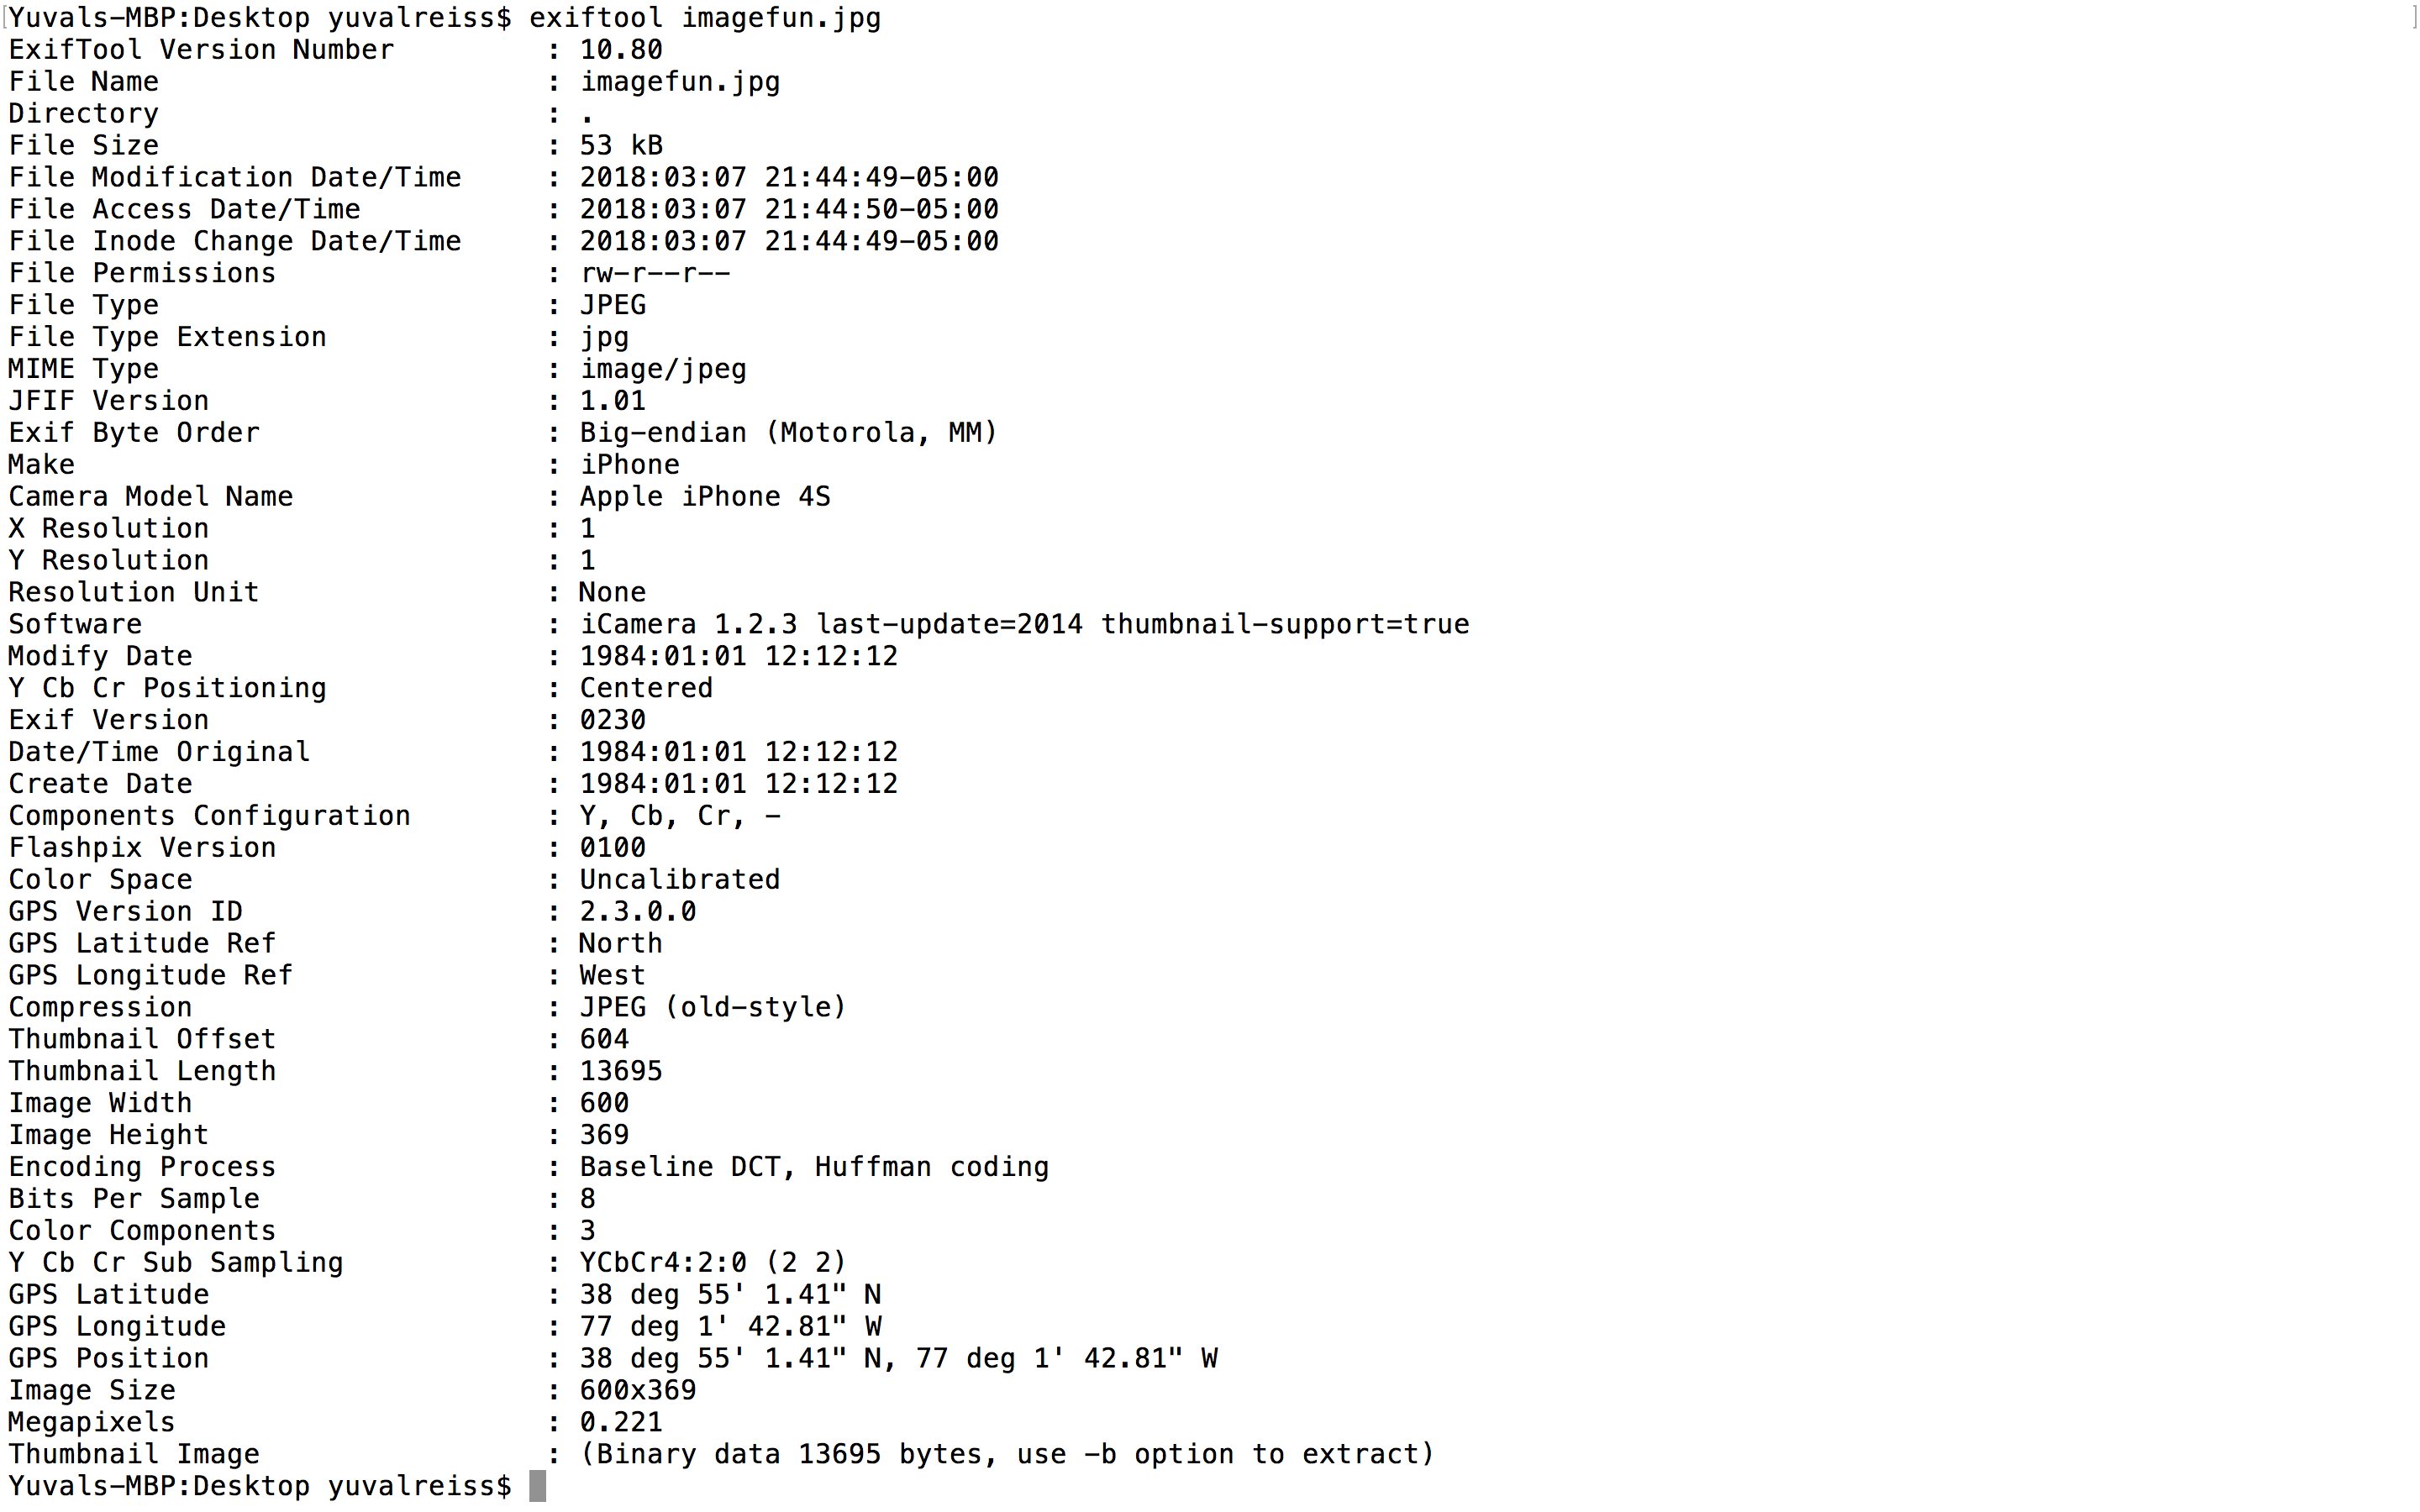 [Yuvals-MBP:Desktop yuvalreiss$ exiftool imagefun.jpg ]
ExifTool Version Number : 10.80
File Name : imagefun.jpg
Directory : .
File Size : 53 kB
File Modification Date/Time : 2018:03:07 21:44:49-05:00
File Access Date/Time : 2018:03:07 21:44:50-05:00
File Inode Change Date/Time : 2018:03:07 21:44:49-05:00
File Permissions : rw-r--r--
File Type : JPEG
File Type Extension : jpg
MIME Type : image/jpeg
JFIF Version : 1.01
Exif Byte Order : Big-endian (Motorola, MM)
Make : iPhone
Camera Model Name : Apple iPhone 4S
X Resolution : 1
Y Resolution : 1
Resolution Unit : None
Software : iCamera 1.2.3 last-update=2014 thumbnail-support=true
Modify Date : 1984:01:01 12:12:12
Y Cb Cr Positioning : Centered
Exif Version : 0230
Date/Time Original : 1984:01:01 12:12:12
Create Date : 1984:01:01 12:12:12
Components Configuration : Y, Cb, Cr, -
Flashpix Version : 0100
Color Space : Uncalibrated
GPS Version ID : 2.3.0.0
GPS Latitude Ref : North
GPS Longitude Ref : West
Compression : JPEG (old-style)
Thumbnail Offset : 604
Thumbnail Length : 13695
Image Width : 600
Image Height : 369
Encoding Process : Baseline DCT, Huffman coding
Bits Per Sample : 8
Color Components : 3
Y Cb Cr Sub Sampling : YCbCr4:2:0 (2 2)
GPS Latitude : 38 deg 55' 1.41" N
GPS Longitude : 77 deg 1' 42.81" W
GPS Position : 38 deg 55' 1.41" N, 77 deg 1' 42.81" W
Image Size : 600x369
Megapixels : 0.221
Thumbnail Image : (Binary data 13695 bytes, use -b option to extract)
Yuvals-MBP:Desktop yuvalreiss$